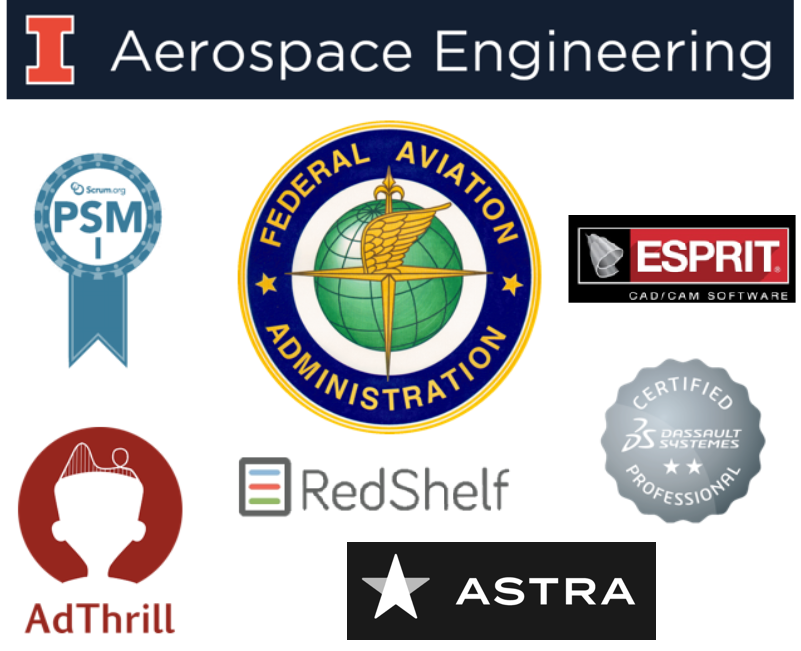 I Aerospace Engineering
Scrum.org
PSM
I
FEDERAL AVIATION
ADMINISTRATION
ESPRIT®
CAD/CAM SOFTWARE
CERTIFIED
3DS DASSAULT
SYSTEMES
PROFESSIONAL
RedShelf
AdThrill
ASTRA